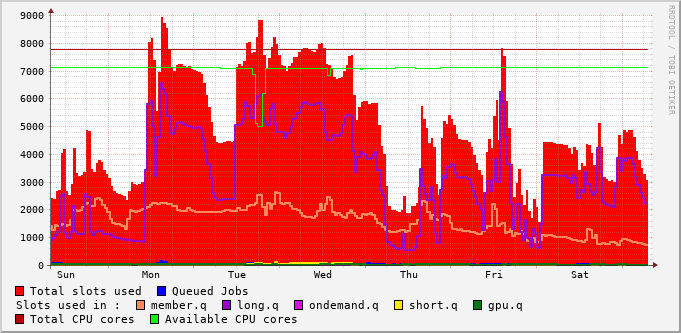 9000
8000
7000
6000
5000
4000
3000
2000
1000
0
Sun Mon Tue Wed Thu Fri Sat
RRDTOOL / TOBI OETIKER
Total slots used Queued Jobs
Slots used in : member.q long.q ondemand.q short.q gpu.q
Total CPU cores Available CPU cores